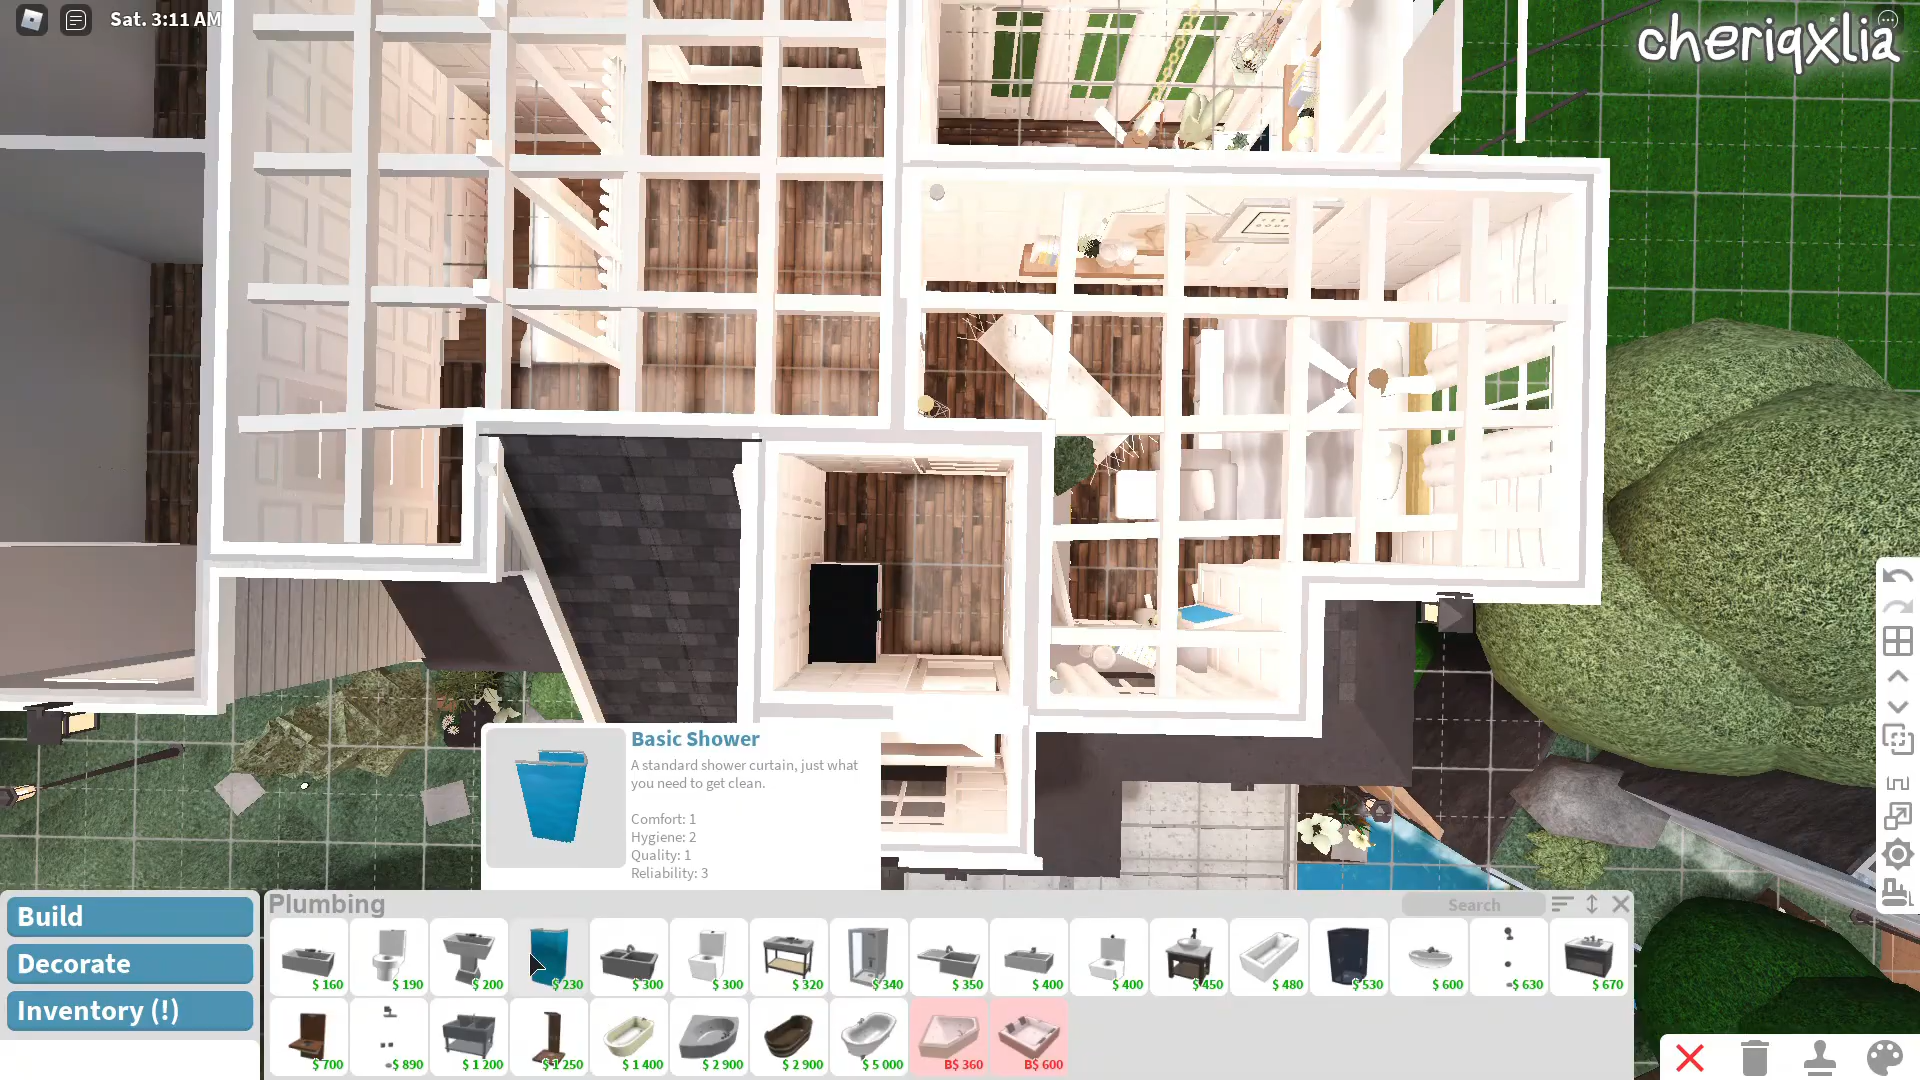 Sat. 3:11 AM
cheriqxlia
Basic Shower
A standard shower curtain, just what
you need to get clean.
Comfort: 1
Hygiene: 2
Quality: 1
Reliability: 3
Build
Decorate
Inventory (!)
Plumbing
Search
$ 160
$ 190
$ 200
$ 230
$ 300
$ 300
$ 320
$ 340
$ 350
$ 400
$ 400
$ 450
$ 480
$ 530
$ 600
$ 630
$ 670
$ 700
$ 890
$ 1 200
$ 1 250
$ 1 400
$ 2 900
$ 2 900
$ 5 000
B$ 360
B$ 600